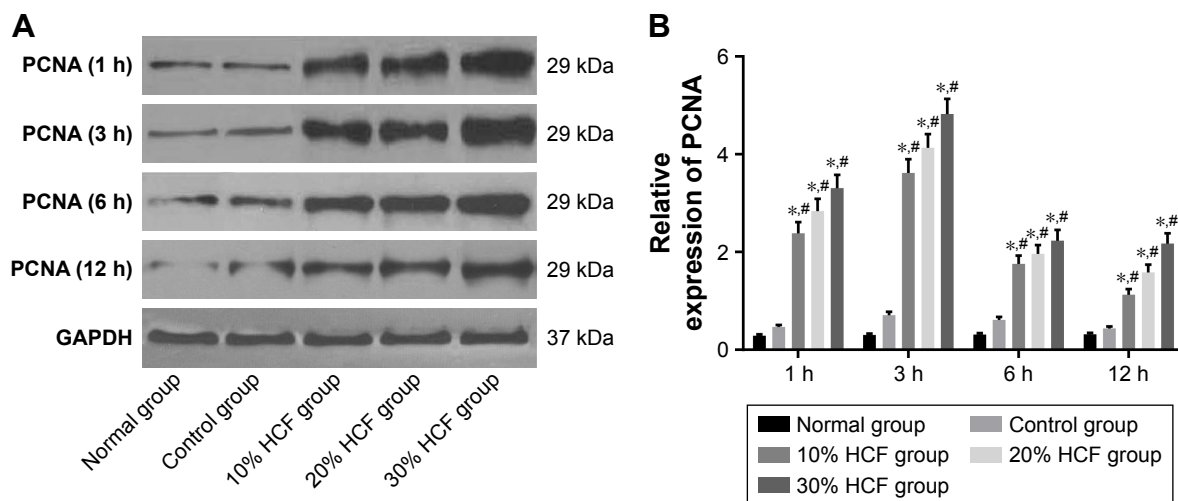 A
PCNA (1 h)
29 kDa
PCNA (3 h)
29 kDa
PCNA (6 h)
29 kDa
PCNA (12 h)
29 kDa
GAPDH
37 kDa
Normal group
Control group
10% HCF group
20% HCF group
30% HCF group
B
Relative
expression of PCNA
6
4
2
0
*,#
*,#
*,#
*,#
*,#
*,#
*,#
*,#
*,#
*,#
*,#
*,#
1 h
3 h
6 h
12 h
Normal group
Control group
10% HCF group
20% HCF group
30% HCF group